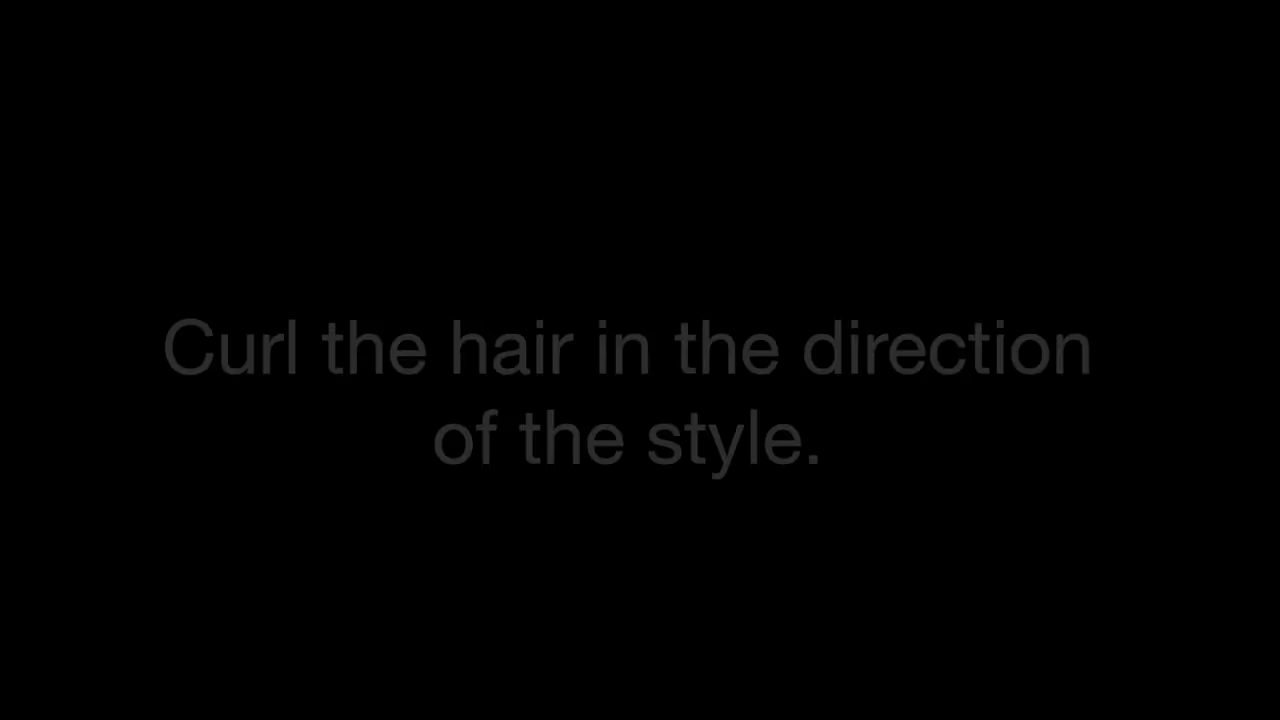 Curl the hair in the direction
of the style.